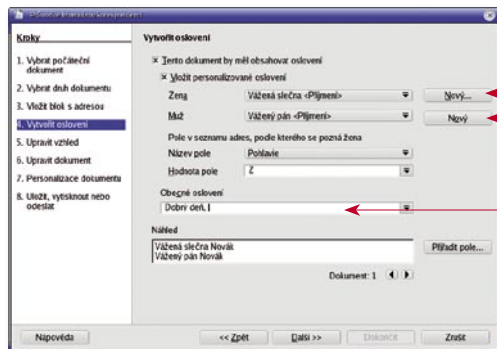 Kroky
1. Vybrat počáteční
dokument
2. Vybrat druh dokumentu
3. Vložit blok s adresou
4. Vytvořit oslovení
5. Upravit vzhled
6. Upravit dokument
7. Personalizace dokumentu
8. Uložit, vytisknout nebo
odeslat
Vytvořit oslovení
Tento dokument by měl obsahovat oslovení
Vložit personalizované oslovení
Žena
Vážená slečna <Příjmení>
Nový...
Muž
Vážený pán <Příjmení>
Nový
Pole v seznamu adres, podle kterého se pozná žena
Název pole
Pohlavie
Hodnota pole
Ž
Obecné oslovení
Dobrý deň,
Náhled
Vážená slečna Novák
Vážený pán Novák
Přiřadit pole...
Dokument: 1
Nápověda
<< Zpět
Další >>
Dokončit
Zrušit